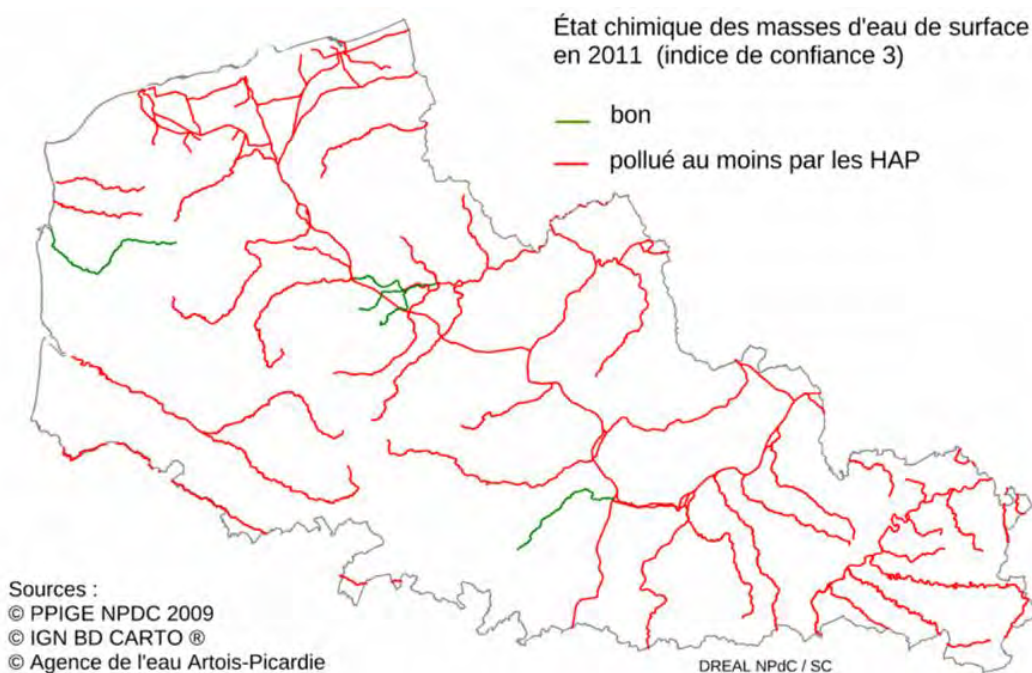 État chimique des masses d'eau de surface
en 2011 (indice de confiance 3)
bon
pollué au moins par les HAP
Sources :
© PPIGE NPDC 2009
© IGN BD CARTO ®
© Agence de l'eau Artois-Picardie
DREAL NPdC / SC